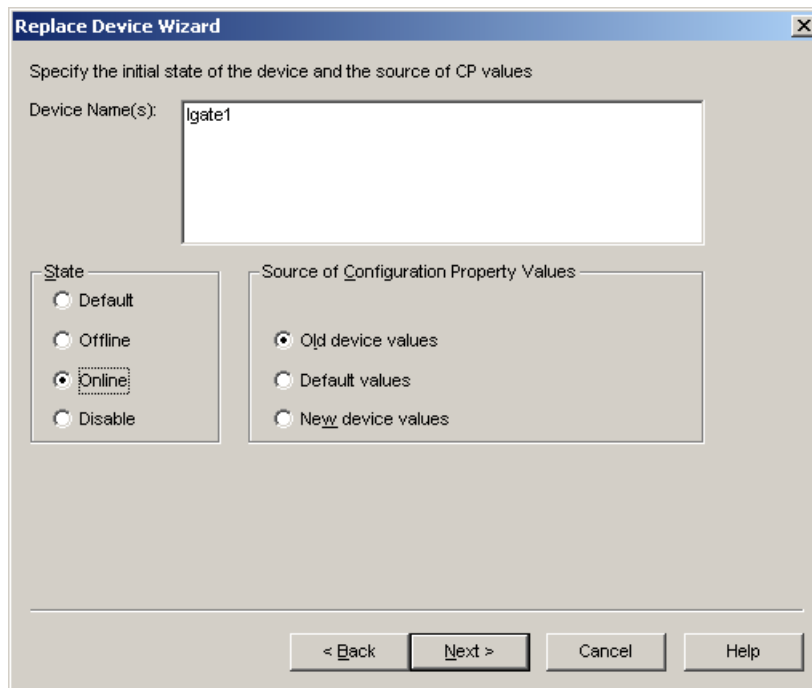 Replace Device Wizard
Specify the initial state of the device and the source of CP values
Device Name(s):
lgate1
State
Default
Offline
Online
Disable
Source of Configuration Property Values
Old device values
Default values
New device values
< Back
Next >
Cancel
Help